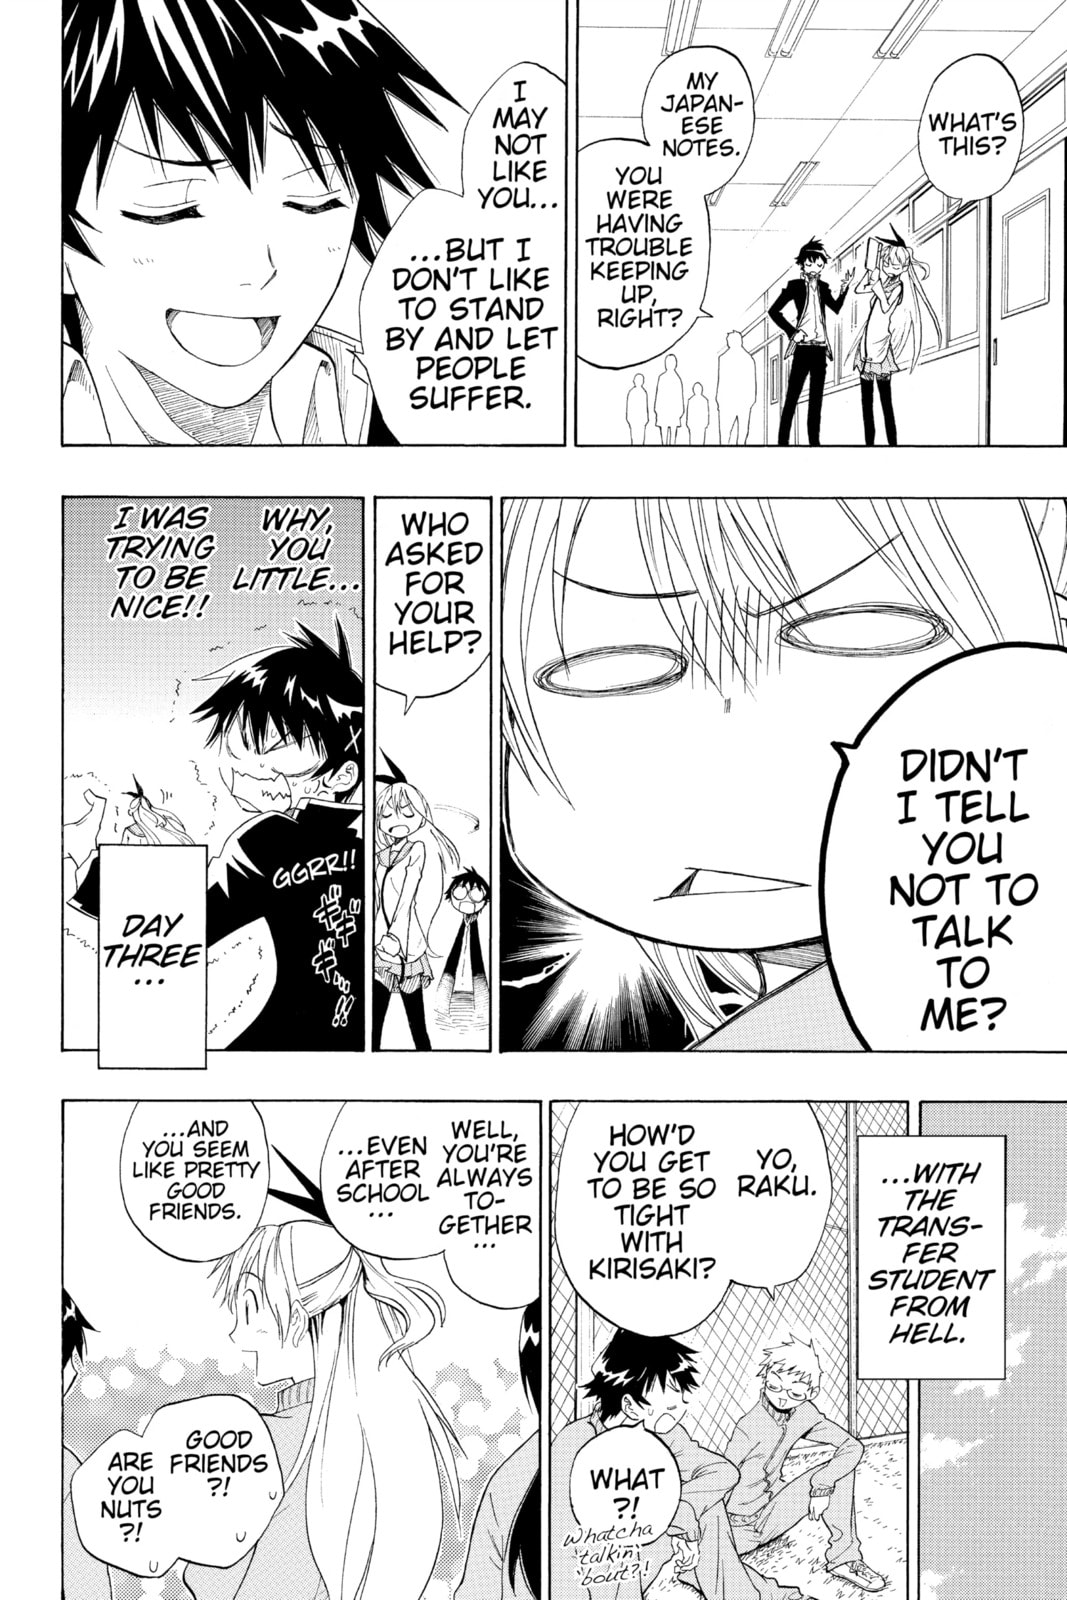 WHAT'S
THIS?
MY
JAPAN-
ESE
NOTES.
YOU
WERE
HAVING
TROUBLE
KEEPING
UP,
RIGHT?
I
MAY
NOT
LIKE
YOU...
...BUT I
DON'T LIKE
TO STAND
BY AND LET
PEOPLE
SUFFER.
DIDN'T
I TELL
YOU
NOT TO
TALK
TO
ME?
WHO
ASKED
FOR
YOUR
HELP?
WHY,
YOU
LITTLE...
I WAS
TRYING
TO BE
NICE!!
GGRR!!
ギギギ...!!
DAY
THREE
...
...WITH
THE
TRANS-
FER
STUDENT
FROM
HELL.
YO,
RAKU.
HOW'D
YOU GET
TO BE SO
TIGHT
WITH
KIRISAKI?
WHAT
?!
Whatcha
talkin'
'bout?!
WELL,
YOU'RE
ALWAYS
TO-
GETHER
...
...EVEN
AFTER
SCHOOL
...
...AND
YOU SEEM
LIKE PRETTY
GOOD
FRIENDS.
GOOD
FRIENDS
?!
ARE
YOU
NUTS
?!